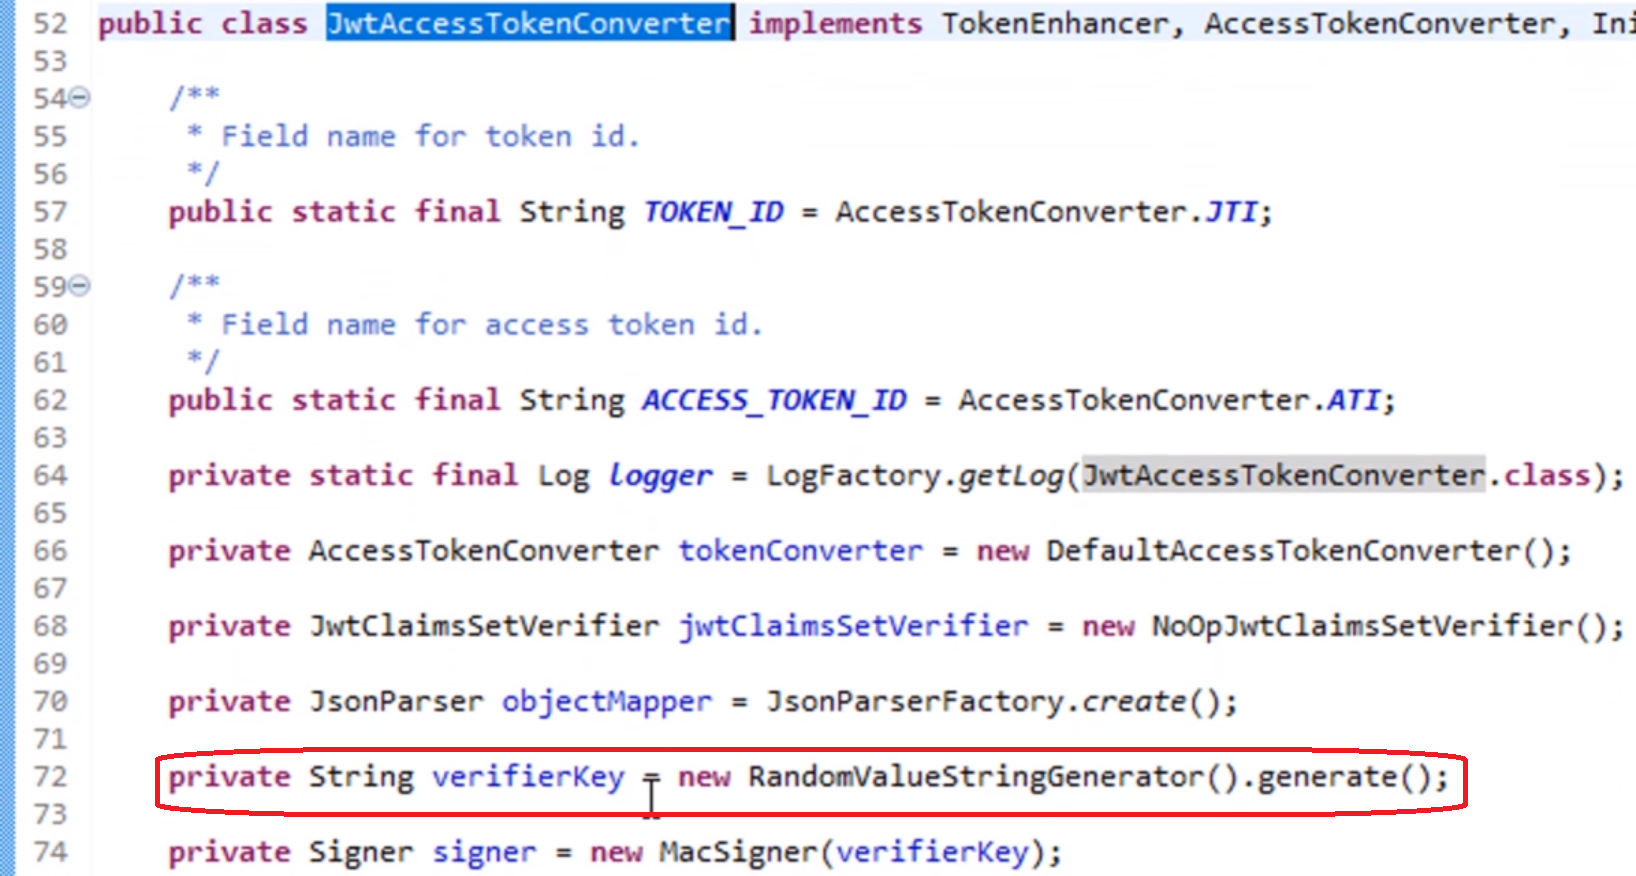 52 public class JwtAccessTokenConverter implements TokenEnhancer, AccessTokenConverter, Ini
53
54 /**
55 * Field name for token id.
56 */
57 public static final String TOKEN_ID = AccessTokenConverter.JTI;
58
59 /**
60 * Field name for access token id.
61 */
62 public static final String ACCESS_TOKEN_ID = AccessTokenConverter.ATI;
63
64 private static final Log logger = LogFactory.getLog(JwtAccessTokenConverter.class);
65
66 private AccessTokenConverter tokenConverter = new DefaultAccessTokenConverter();
67
68 private JwtClaimsSetVerifier jwtClaimsSetVerifier = new NoOpJwtClaimsSetVerifier();
69
70 private JsonParser objectMapper = JsonParserFactory.create();
71
72 private String verifierKey = new RandomValueStringGenerator().generate();
73
74 private Signer signer = new MacSigner(verifierKey);